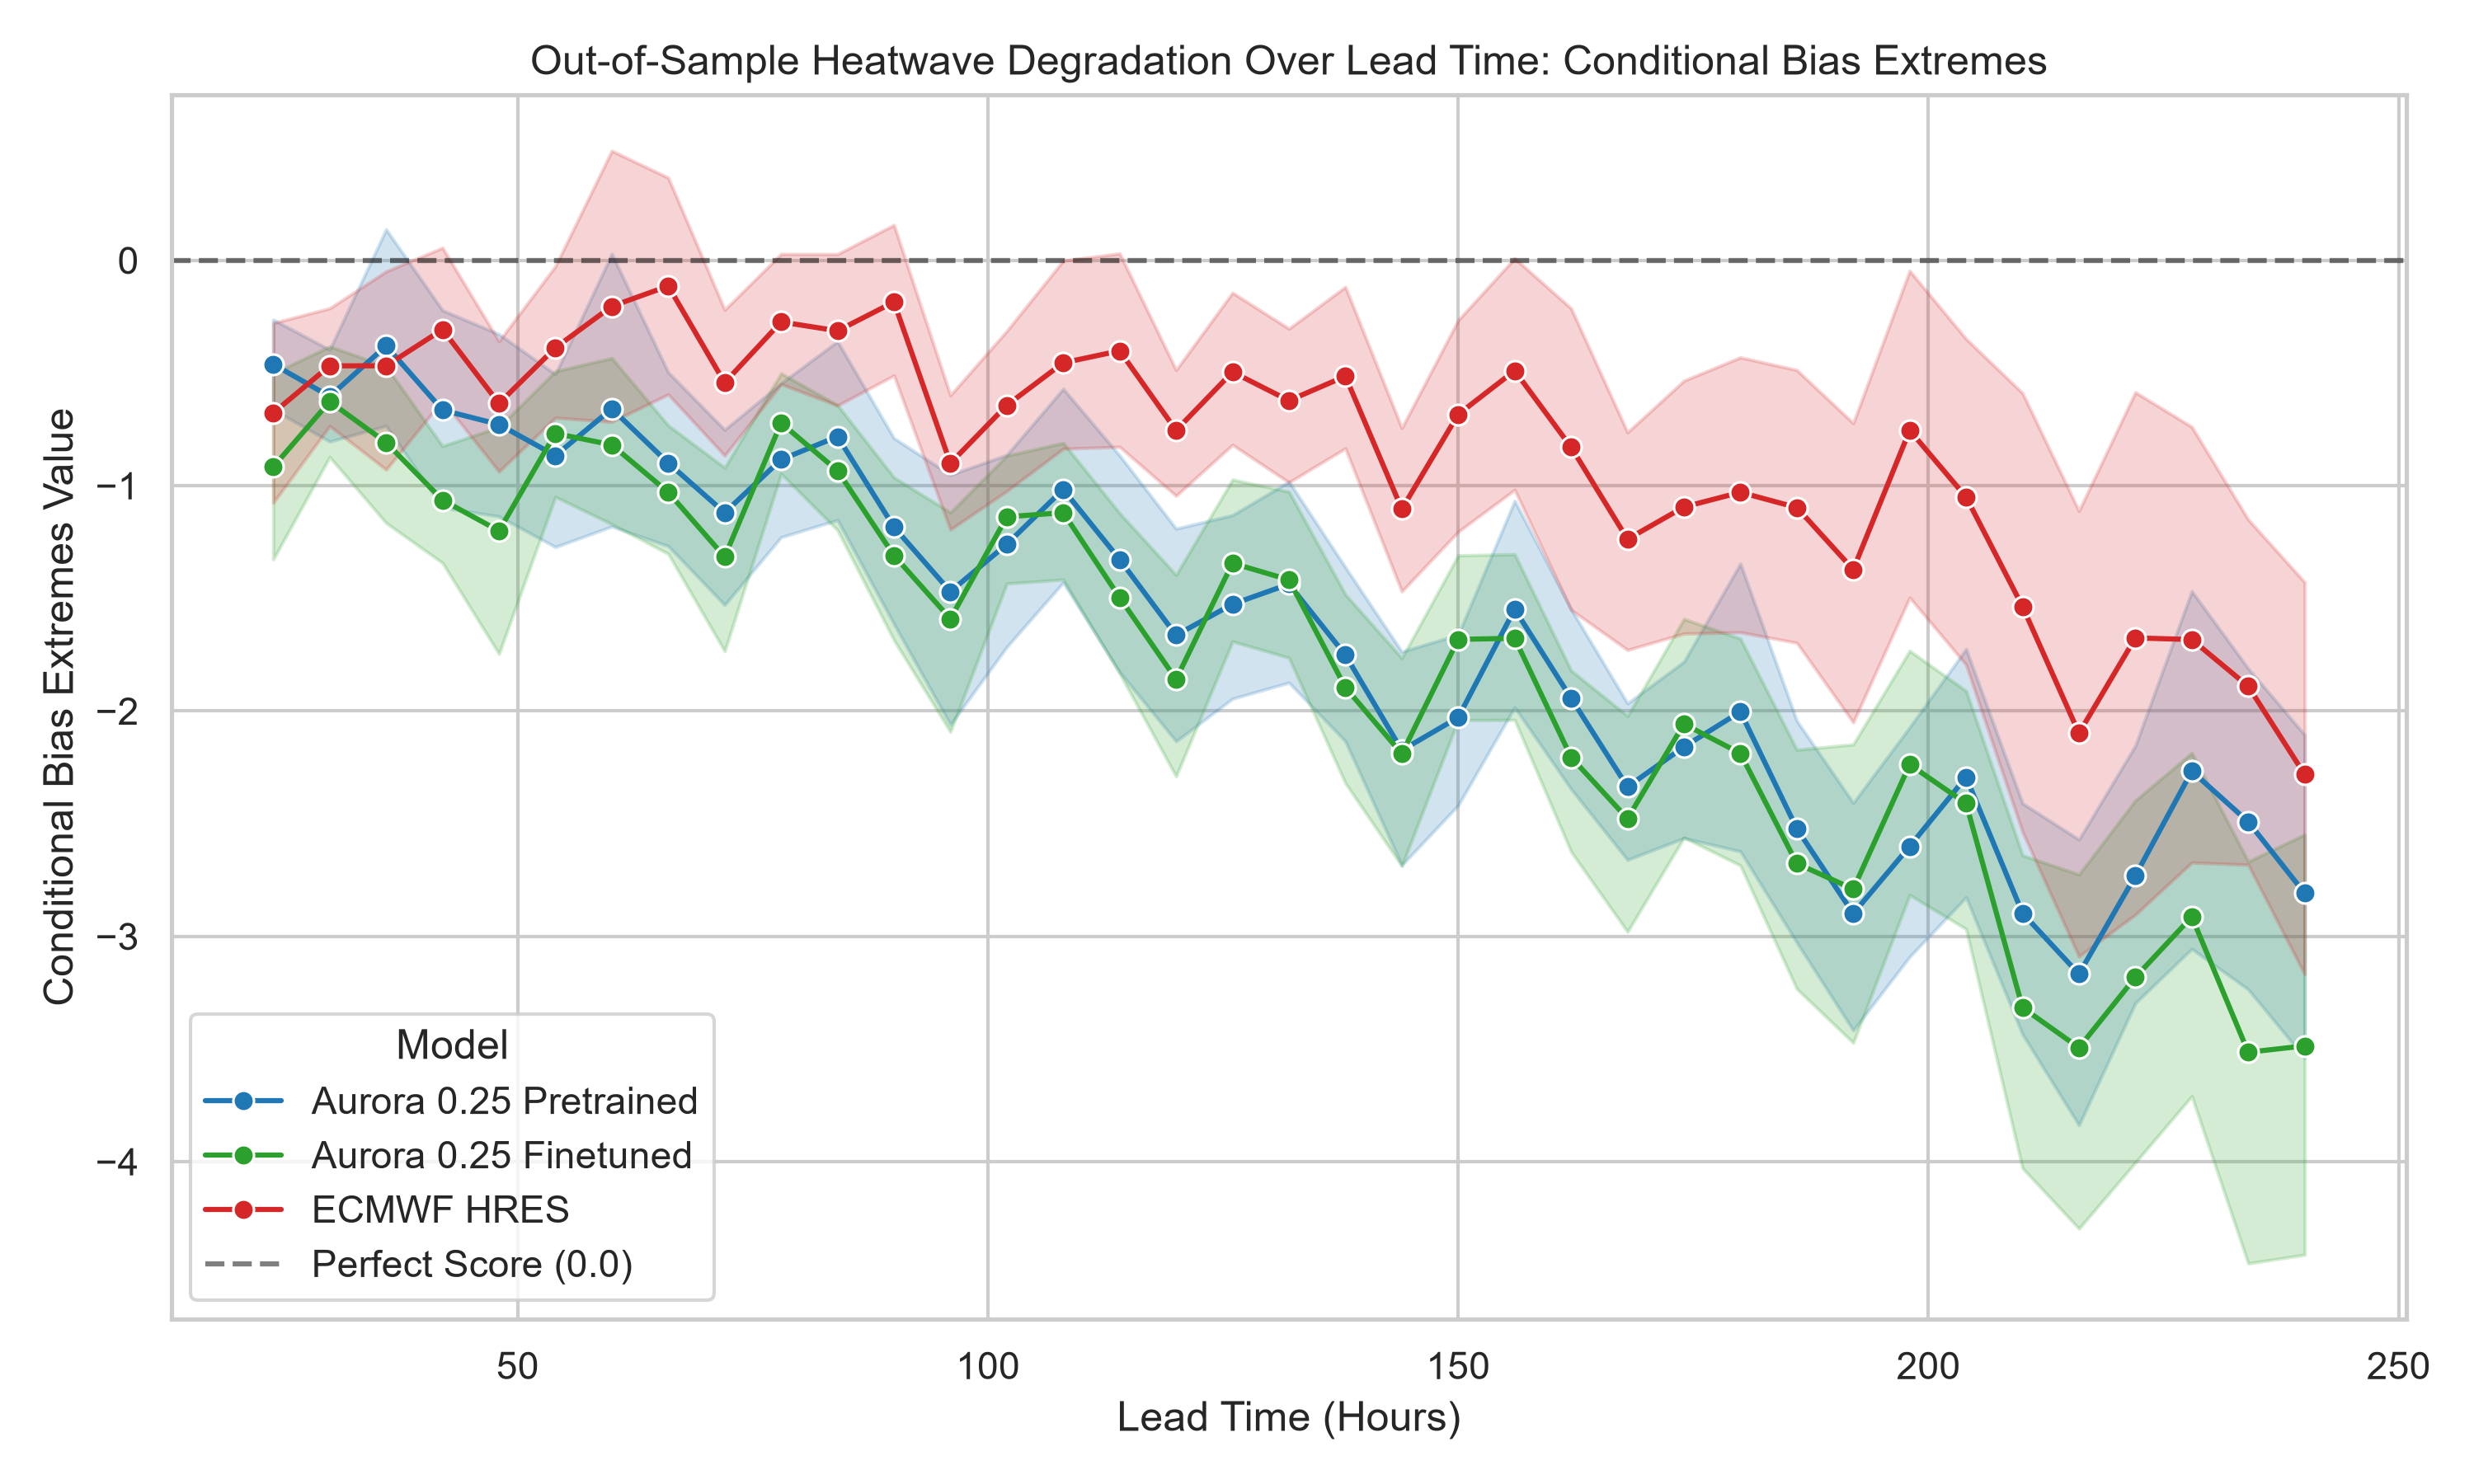 Out-of-Sample Heatwave Degradation Over Lead Time: Conditional Bias Extremes
Conditional Bias Extremes Value
0
−1
−2
−3
−4
Model
Aurora 0.25 Pretrained
Aurora 0.25 Finetuned
ECMWF HRES
Perfect Score (0.0)
50 100 150 200 250
Lead Time (Hours)